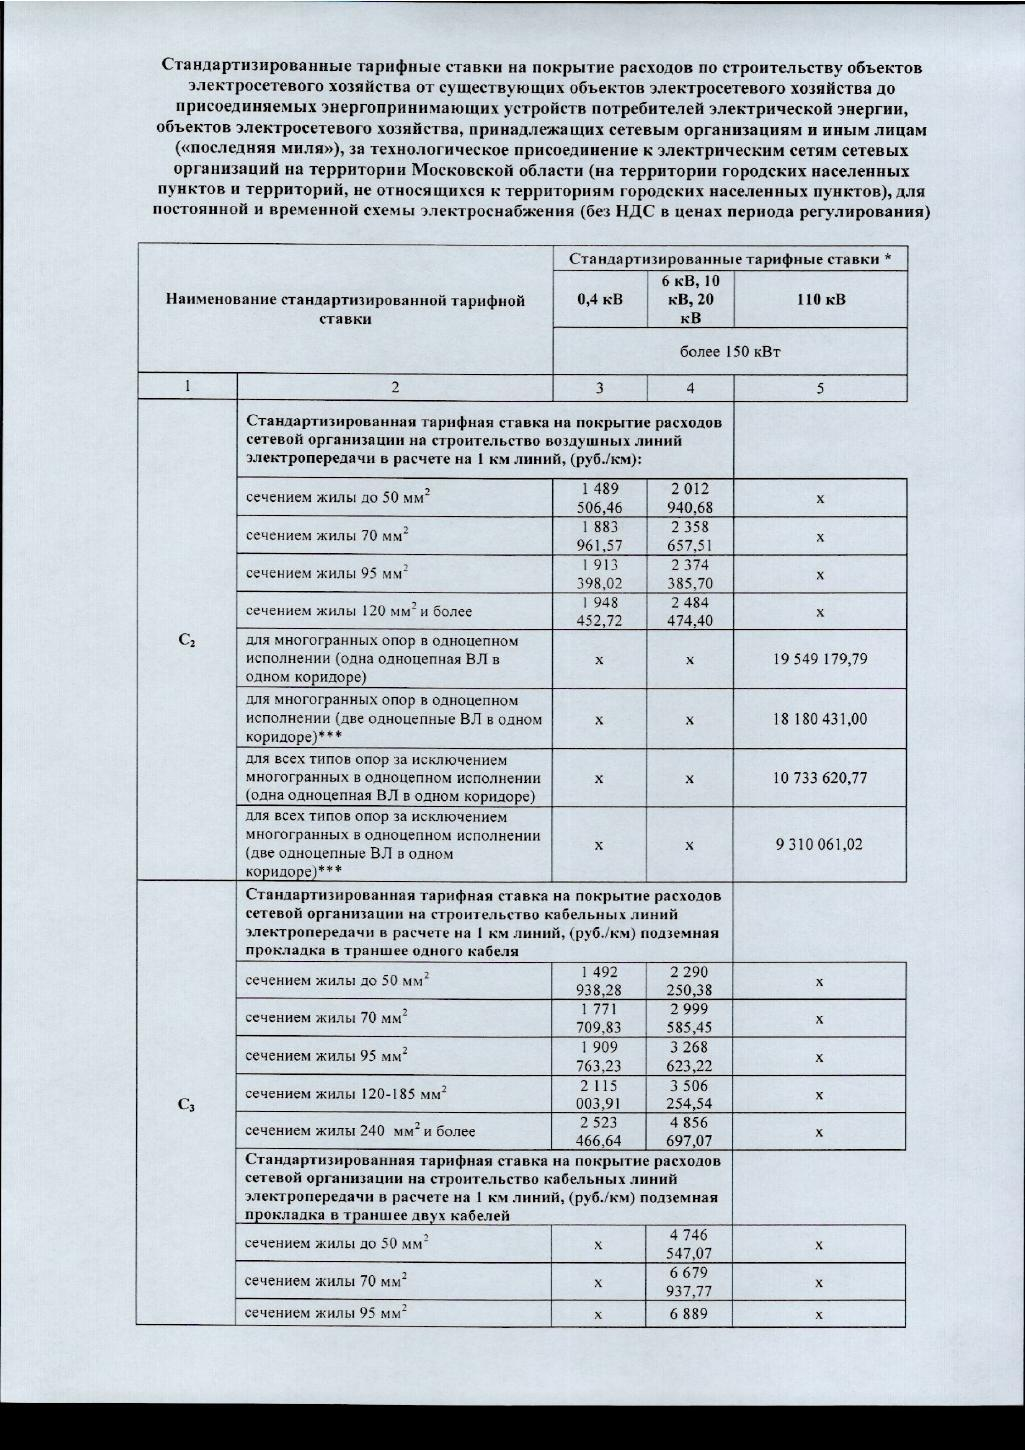 Стандартизированные тарифные ставки на покрытие расходов по строительству объектов
электросетевого хозяйства от существующих объектов электросетевого хозяйства до
присоединяемых энергопринимающих устройств потребителей электрической энергии,
объектов электросетевого хозяйства, принадлежащих сетевым организациям и иным лицам
(«последняя миля»), за технологическое присоединение к электрическим сетям сетевых
организаций на территории Московской области (на территории городских населенных
пунктов и территорий, не относящихся к территориям городских населенных пунктов), для
постоянной и временной схемы электроснабжения (без НДС в ценах периода регулирования)
Наименование стандартизированной тарифной
ставки
Стандартизированные тарифные ставки *
0,4 кВ
6 кВ, 10
кВ, 20
кВ
110 кВ
более 150 кВт
1 2 3 4 5
С2
Стандартизированная тарифная ставка на покрытие расходов
сетевой организации на строительство воздушных линий
электропередачи в расчете на 1 км линий, (руб./км):
сечением жилы до 50 мм2
1 489
506,46
2 012
940,68
x
сечением жилы 70 мм2
1 883
961,57
2 358
657,51
x
сечением жилы 95 мм2
1 913
398,02
2 374
385,70
x
сечением жилы 120 мм2 и более
1 948
452,72
2 484
474,40
x
для многогранных опор в одноцепном
исполнении (одна одноцепная ВЛ в
одном коридоре)
x x 19 549 179,79
для многогранных опор в одноцепном
исполнении (две одноцепные ВЛ в одном
коридоре)***
x x 18 180 431,00
для всех типов опор за исключением
многогранных в одноцепном исполнении
(одна одноцепная ВЛ в одном коридоре)
x x 10 733 620,77
для всех типов опор за исключением
многогранных в одноцепном исполнении
(две одноцепные ВЛ в одном
коридоре)***
x x 9 310 061,02
С3
Стандартизированная тарифная ставка на покрытие расходов
сетевой организации на строительство кабельных линий
электропередачи в расчете на 1 км линий, (руб./км) подземная
прокладка в траншее одного кабеля
сечением жилы до 50 мм2
1 492
938,28
2 290
250,38
x
сечением жилы 70 мм2
1 771
709,83
2 999
585,45
x
сечением жилы 95 мм2
1 909
763,23
3 268
623,22
x
сечением жилы 120-185 мм2
2 115
003,91
3 506
254,54
x
сечением жилы 240 мм2 и более
2 523
466,64
4 856
697,07
x
Стандартизированная тарифная ставка на покрытие расходов
сетевой организации на строительство кабельных линий
электропередачи в расчете на 1 км линий, (руб./км) подземная
прокладка в траншее двух кабелей
сечением жилы до 50 мм2
x
4 746
547,07
x
сечением жилы 70 мм2
x
6 679
937,77
x
сечением жилы 95 мм2
x 6 889 x